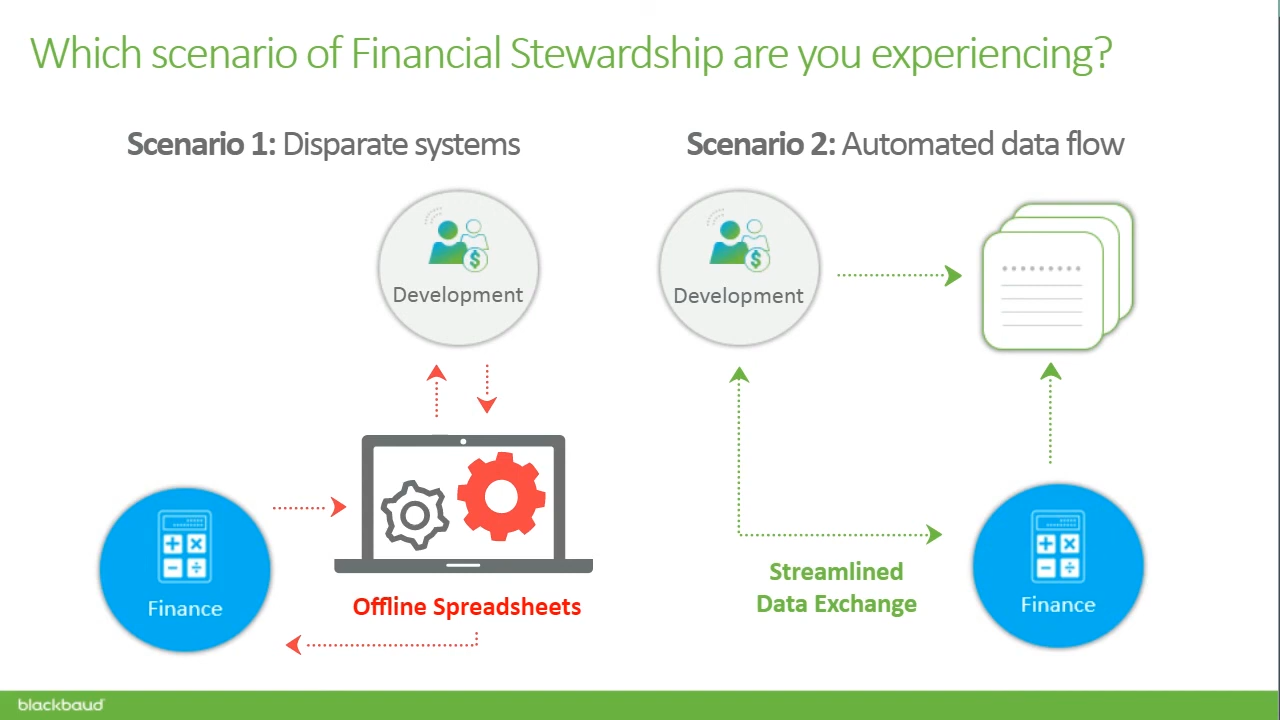 Which scenario of Financial Stewardship are you experiencing?
Scenario 1: Disparate systems
Development
Finance
Offline Spreadsheets
Scenario 2: Automated data flow
Development
Streamlined
Data Exchange
Finance
blackbaud